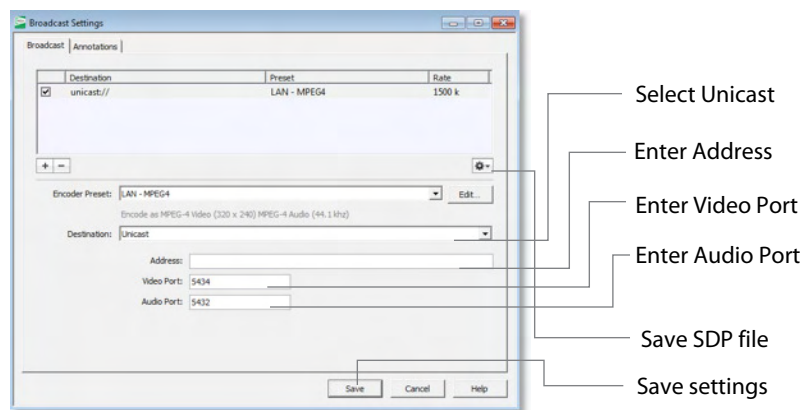 Broadcast Settings
Broadcast Annotations
Destination Preset Rate
unicast:// LAN - MPEG4 1500 k
+ -
Encoder Preset: LAN - MPEG4 Edit...
Encode as MPEG-4 Video (320 x 240) MPEG-4 Audio (44.1 khz)
Destination: Unicast
Address:
Video Port: 5434
Audio Port: 5432
Save Cancel Help
Select Unicast
Enter Address
Enter Video Port
Enter Audio Port
Save SDP file
Save settings